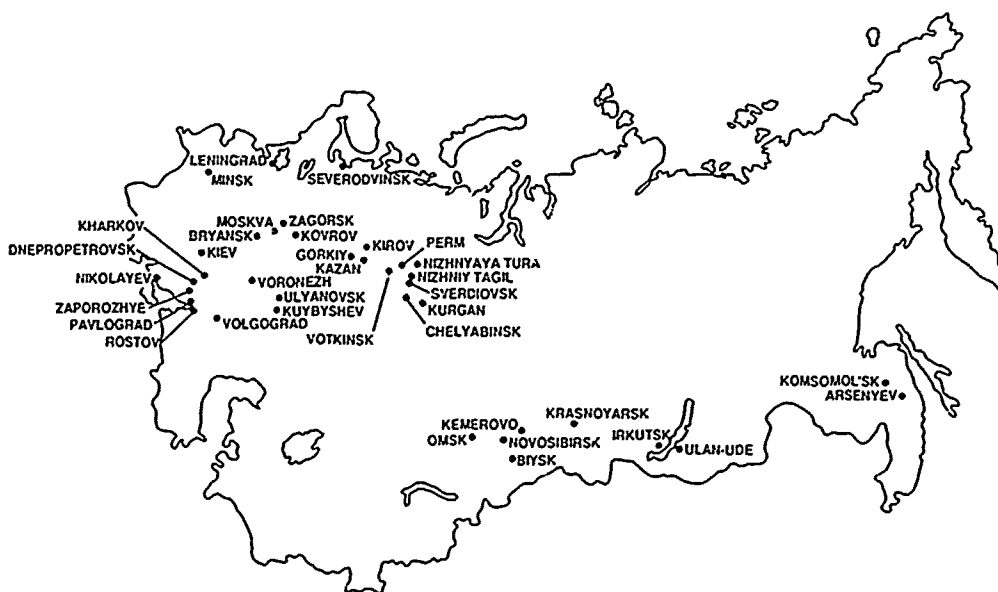 LENINGRAD
MINSK
SEVERODVINSK
KHARKOV
MOSKVA
ZAGORSK
BRYANSK
KOVROV
DNEPROPETROVSK
KIEV
KIROV
PERM
GORKIY
KAZAN
NIZHNYAYA TURA
NIKOLAYEV
VORONEZH
NIZHNIY TAGIL
SVERDIOVSK
ULYANOVSK
ZAPOROZHYE
KUYBYSHEV
KURGAN
PAVLOGRAD
VOLGOGRAD
ROSTOV
VOTKINSK
CHELYABINSK
KOMSOMOL'SK
ARSENYEV
KRASNOYARSK
KEMEROVO
OMSK
NOVOSIBIRSK
IRKUTSK
ULAN-UDE
BIYSK